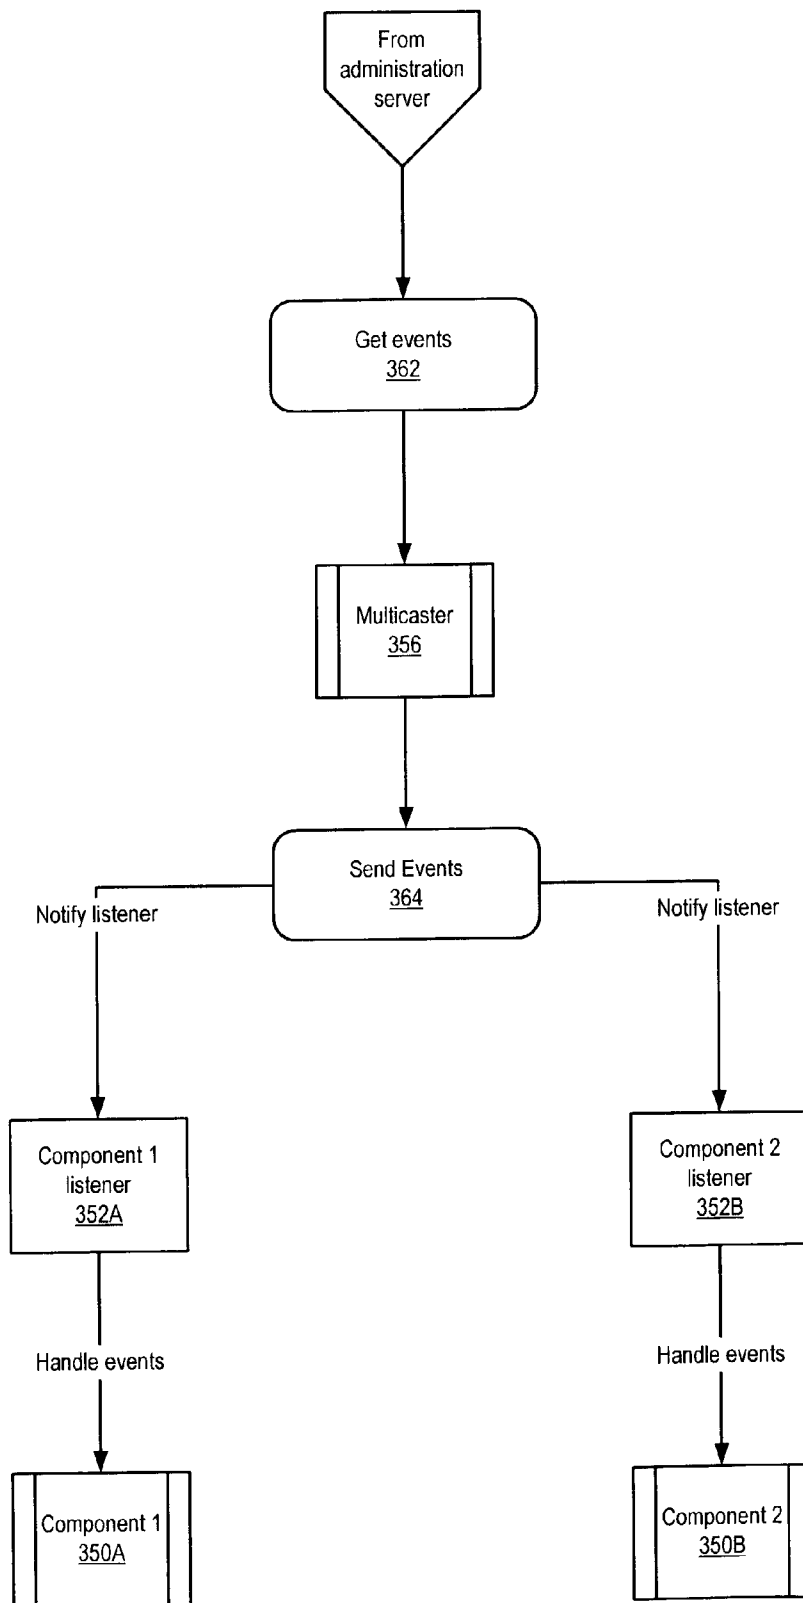 From
administration
server
Get events
362
Multicaster
356
Send Events
364
Notify listener
Notify listener
Component 1
listener
352A
Component 2
listener
352B
Handle events
Handle events
Component 1
350A
Component 2
350B